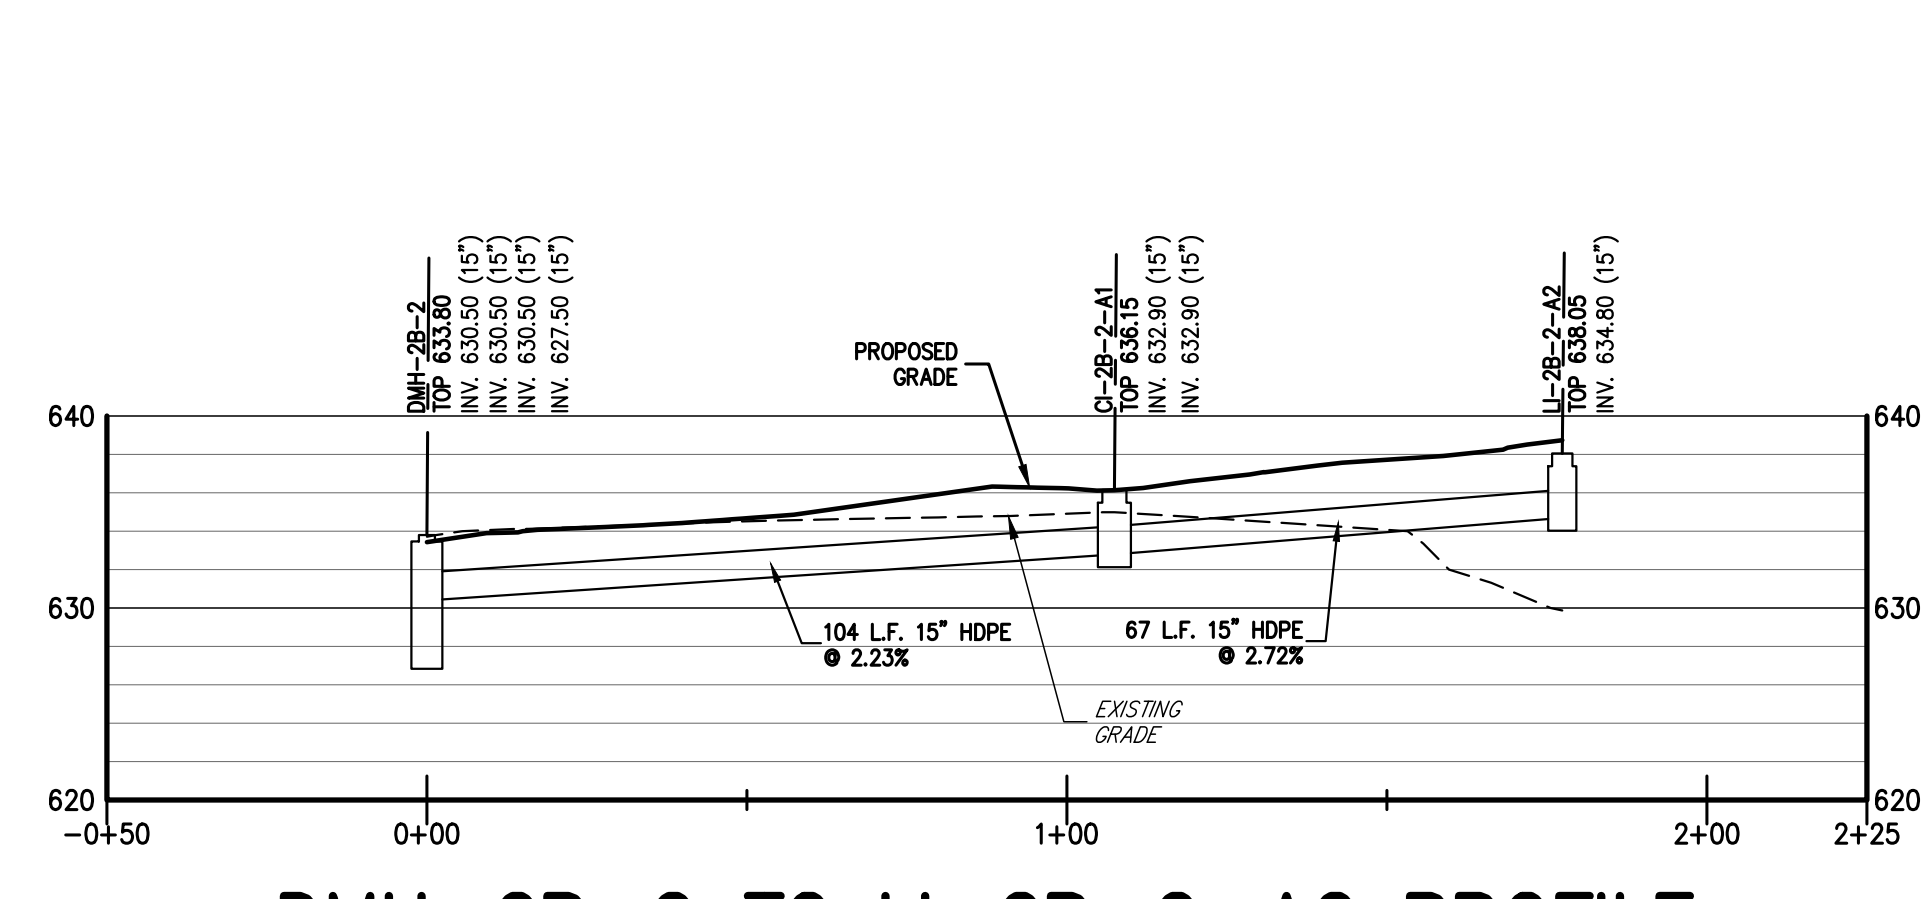 DMH-2B-2
TOP 633.80
INV. 630.50 (15")
INV. 630.50 (15")
INV. 630.50 (15")
INV. 627.50 (15")
CI-2B-2-A1
TOP 636.15
INV. 632.90 (15")
INV. 632.90 (15")
LI-2B-2-A2
TOP 638.05
INV. 634.80 (15")
PROPOSED
GRADE
640
640
630
630
104 L.F. 15" HDPE
@ 2.23%
67 L.F. 15" HDPE
@ 2.72%
EXISTING
GRADE
620
620
-0+50
0+00
1+00
2+00
2+25